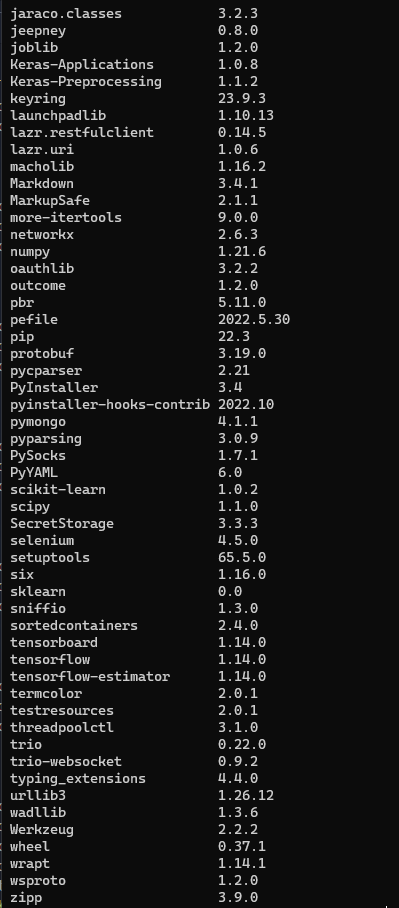 jaraco.classes 3.2.3
jeepney 0.8.0
joblib 1.2.0
Keras-Applications 1.0.8
Keras-Preprocessing 1.1.2
keyring 23.9.3
launchpadlib 1.10.13
lazr.restfulclient 0.14.5
lazr.uri 1.0.6
macholib 1.16.2
Markdown 3.4.1
MarkupSafe 2.1.1
more-itertools 9.0.0
networkx 2.6.3
numpy 1.21.6
oauthlib 3.2.2
outcome 1.2.0
pbr 5.11.0
pefile 2022.5.30
pip 22.3
protobuf 3.19.0
pycparser 2.21
PyInstaller 3.4
pyinstaller-hooks-contrib 2022.10
pymongo 4.1.1
pyparsing 3.0.9
PySocks 1.7.1
PyYAML 6.0
scikit-learn 1.0.2
scipy 1.1.0
SecretStorage 3.3.3
selenium 4.5.0
setuptools 65.5.0
six 1.16.0
sklearn 0.0
sniffio 1.3.0
sortedcontainers 2.4.0
tensorboard 1.14.0
tensorflow 1.14.0
tensorflow-estimator 1.14.0
termcolor 2.0.1
testresources 2.0.1
threadpoolctl 3.1.0
trio 0.22.0
trio-websocket 0.9.2
typing_extensions 4.4.0
urllib3 1.26.12
wadllib 1.3.6
Werkzeug 2.2.2
wheel 0.37.1
wrapt 1.14.1
wsproto 1.2.0
zipp 3.9.0